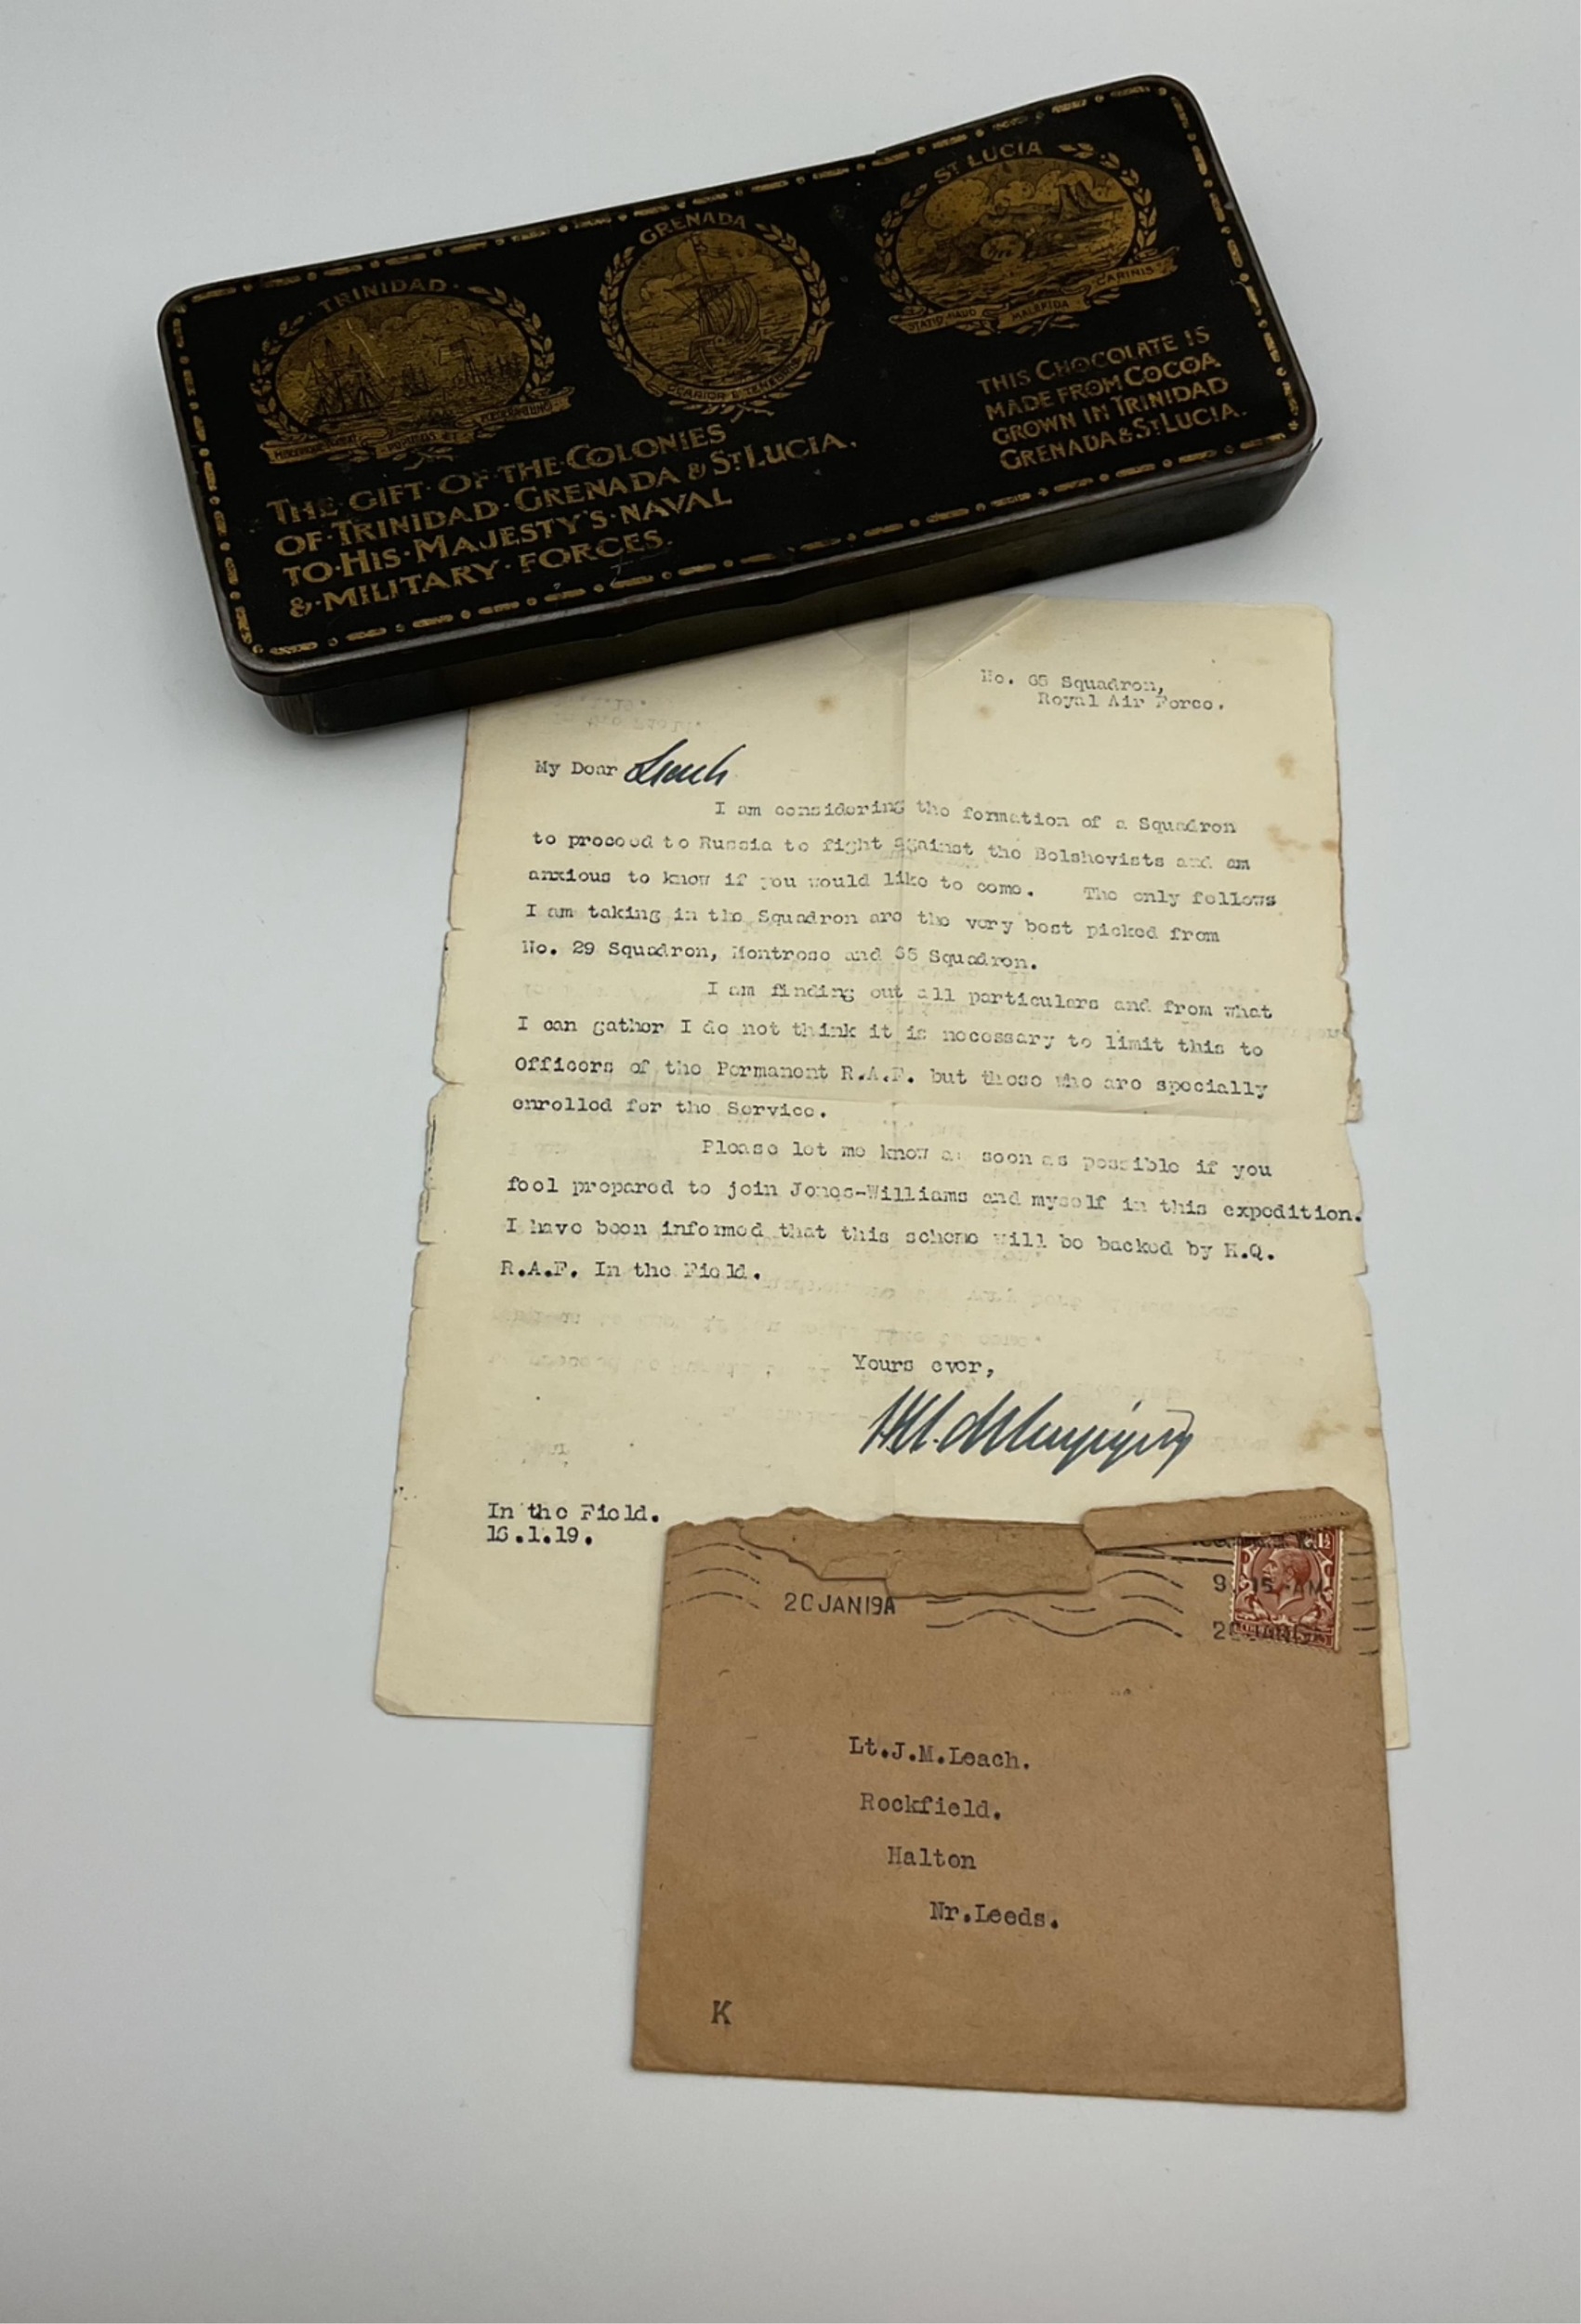 TRINIDAD
GRENADA
ST LUCIA
STATIO HAUD MALEFIDA CARINIS
THE·GIFT·OF·THE·COLONIES
OF·TRINIDAD·GRENADA & ST LUCIA.
TO·HIS·MAJESTY'S·NAVAL
&·MILITARY·FORCES.
THIS CHOCOLATE IS
MADE FROM COCOA
GROWN IN TRINIDAD
GRENADA & ST LUCIA.
No. 65 Squadron,
Royal Air Force.
My Dear Leach
I am considering the formation of a Squadron
to proceed to Russia to fight against the Bolshevists and am
anxious to know if you would like to come. The only fellows
I am taking in the Squadron are the very best picked from
No. 29 Squadron, Montrose and 65 Squadron.
I am finding out all particulars and from what
I can gather I do not think it is necessary to limit this to
Officers of the Permanent R.A.F. but those who are specially
enrolled for the Service.
Please let me know as soon as possible if you
feel prepared to join Jones-Williams and myself in this expedition.
I have been informed that this scheme will be backed by H.Q.
R.A.F. In the Field.
Yours ever,
In the Field.
16.1.19.
20 JAN 19A
9. 15 AM
Lt.J.M.Leach.
Rockfield.
Halton
Nr.Leeds.
K